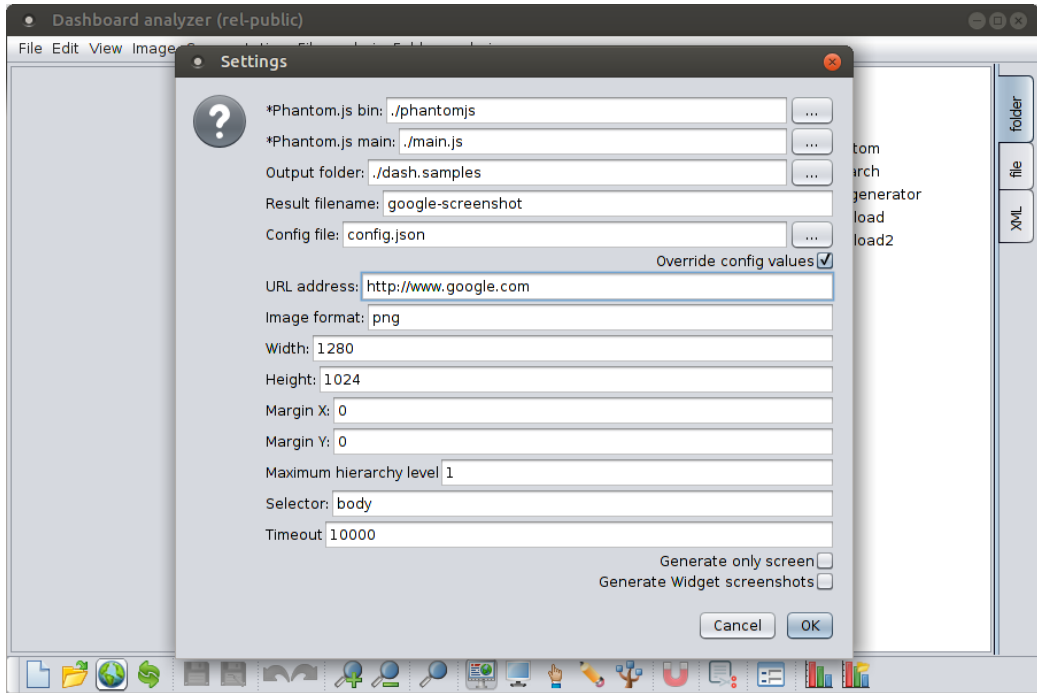 Dashboard analyzer (rel-public)
File Edit View Image
Settings
*Phantom.js bin: ./phantomjs ...
*Phantom.js main: ./main.js ...
Output folder: ./dash.samples ...
Result filename: google-screenshot
Config file: config.json ...
Override config values
URL address: http://www.google.com
Image format: png
Width: 1280
Height: 1024
Margin X: 0
Margin Y: 0
Maximum hierarchy level 1
Selector: body
Timeout 10000
Generate only screen
Generate Widget screenshots
Cancel OK
tom
arch
generator
load
load2
folder
file
XML